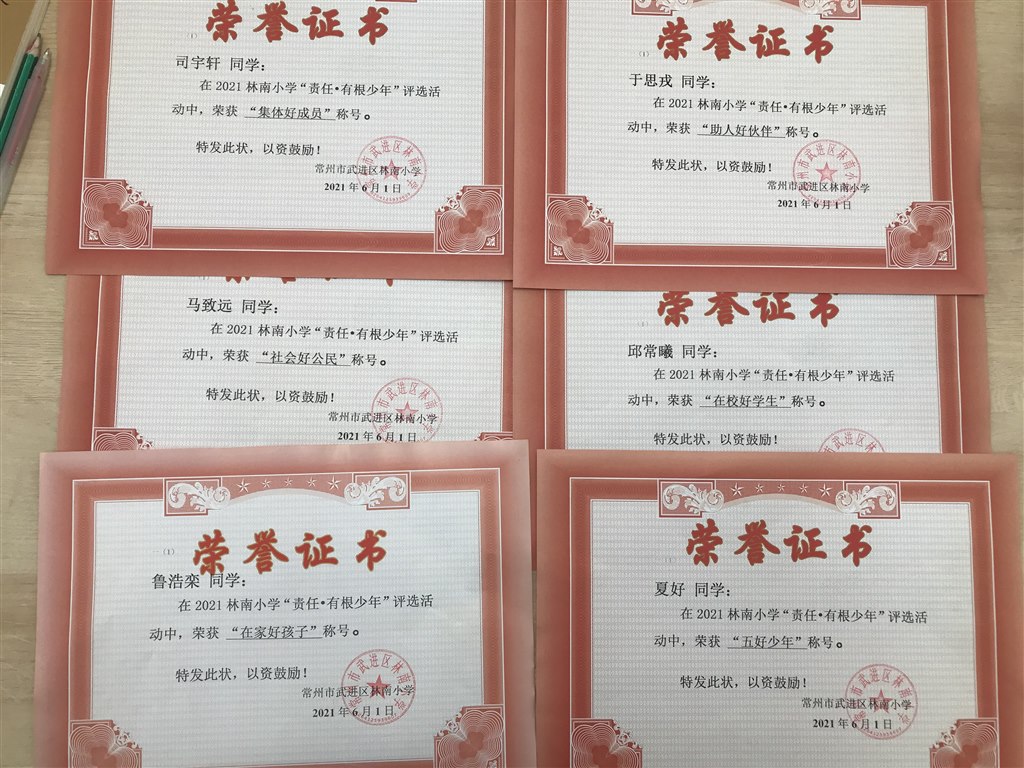 荣誉证书
(1)
司宇轩 同学：
在 2021 林南小学“责任•有根少年”评选活
动中，荣获 “集体好成员”称号。
特发此状，以资鼓励！
常州市武进区林南小学
2021 年 6 月 1 日
荣誉证书
(1)
于思戎 同学：
在 2021 林南小学“责任•有根少年”评选活
动中，荣获 “助人好伙伴”称号。
特发此状，以资鼓励！
常州市武进区林南小学
2021 年 6 月 1 日
马致远 同学：
在 2021 林南小学“责任•有根少年”评选活
动中，荣获 “社会好公民”称号。
特发此状，以资鼓励！
常州市武进区林南小学
2021 年 6 月 1 日
荣誉证书
(1)
邱常曦 同学：
在 2021 林南小学“责任•有根少年”评选活
动中，荣获 “在校好学生”称号。
特发此状，以资鼓励！
荣誉证书
(1)
鲁浩栾 同学：
在 2021 林南小学“责任•有根少年”评选活
动中，荣获 “在家好孩子”称号。
特发此状，以资鼓励！
常州市武进区林南小学
2021 年 6 月 1 日
荣誉证书
(1)
夏好 同学：
在 2021 林南小学“责任•有根少年”评选活
动中，荣获 “五好少年”称号。
特发此状，以资鼓励！
常州市武进区林南小学
2021 年 6 月 1 日